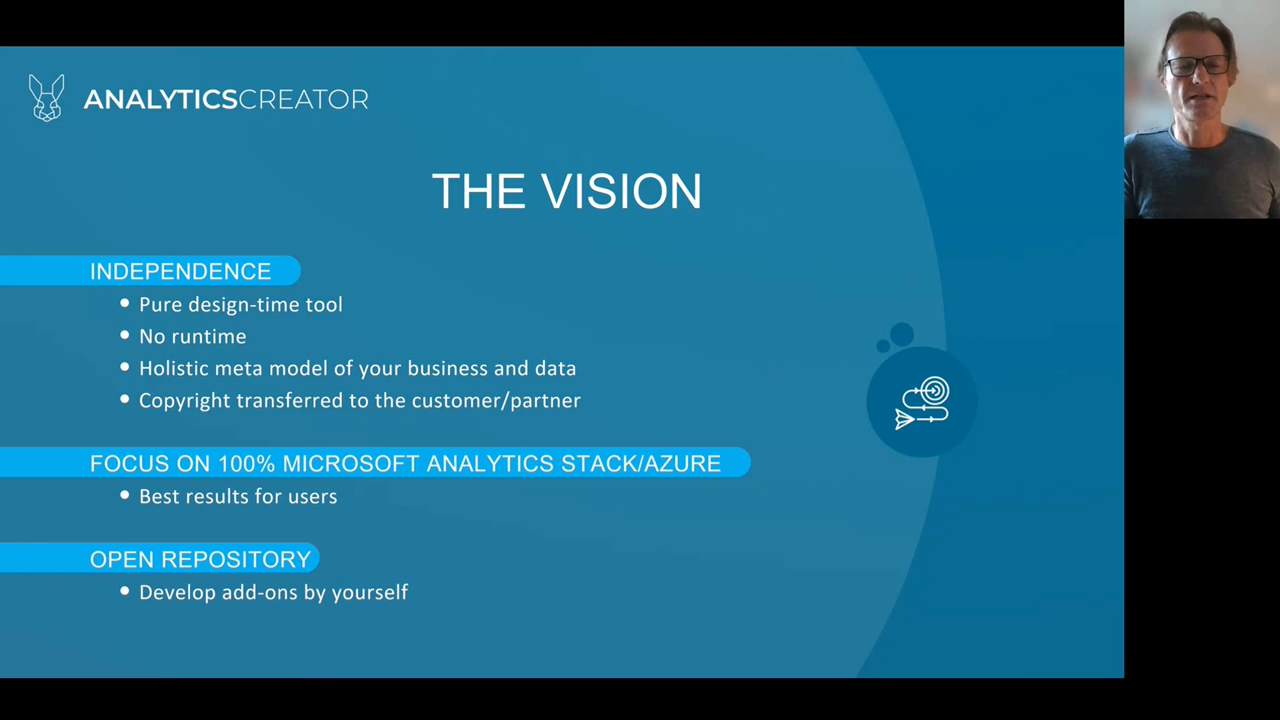 ANALYTICSCREATOR
THE VISION
INDEPENDENCE
• Pure design-time tool
• No runtime
• Holistic meta model of your business and data
• Copyright transferred to the customer/partner
FOCUS ON 100% MICROSOFT ANALYTICS STACK/AZURE
• Best results for users
OPEN REPOSITORY
• Develop add-ons by yourself